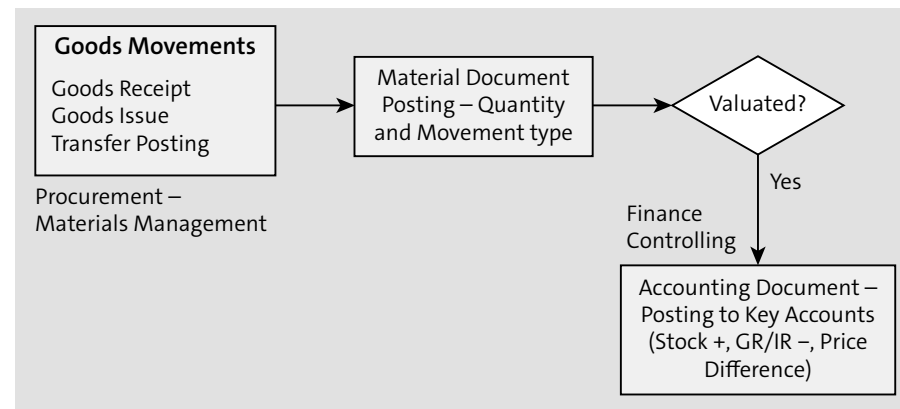 Goods Movements
Goods Receipt
Goods Issue
Transfer Posting
Procurement –
Materials Management
Material Document
Posting – Quantity
and Movement type
Valuated?
Yes
Finance
Controlling
Accounting Document –
Posting to Key Accounts
(Stock +, GR/IR –, Price
Difference)